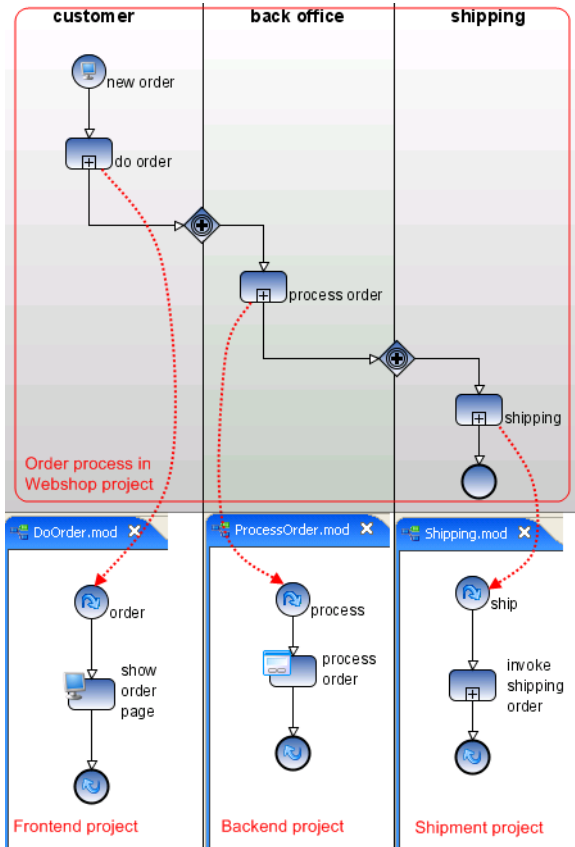 customer
back office
shipping
new order
do order
process order
shipping
Order process in
Webshop project
DoOrder.mod
ProcessOrder.mod
Shipping.mod
order
show
order
page
Frontend project
process
process
order
Backend project
ship
invoke
shipping
order
Shipment project